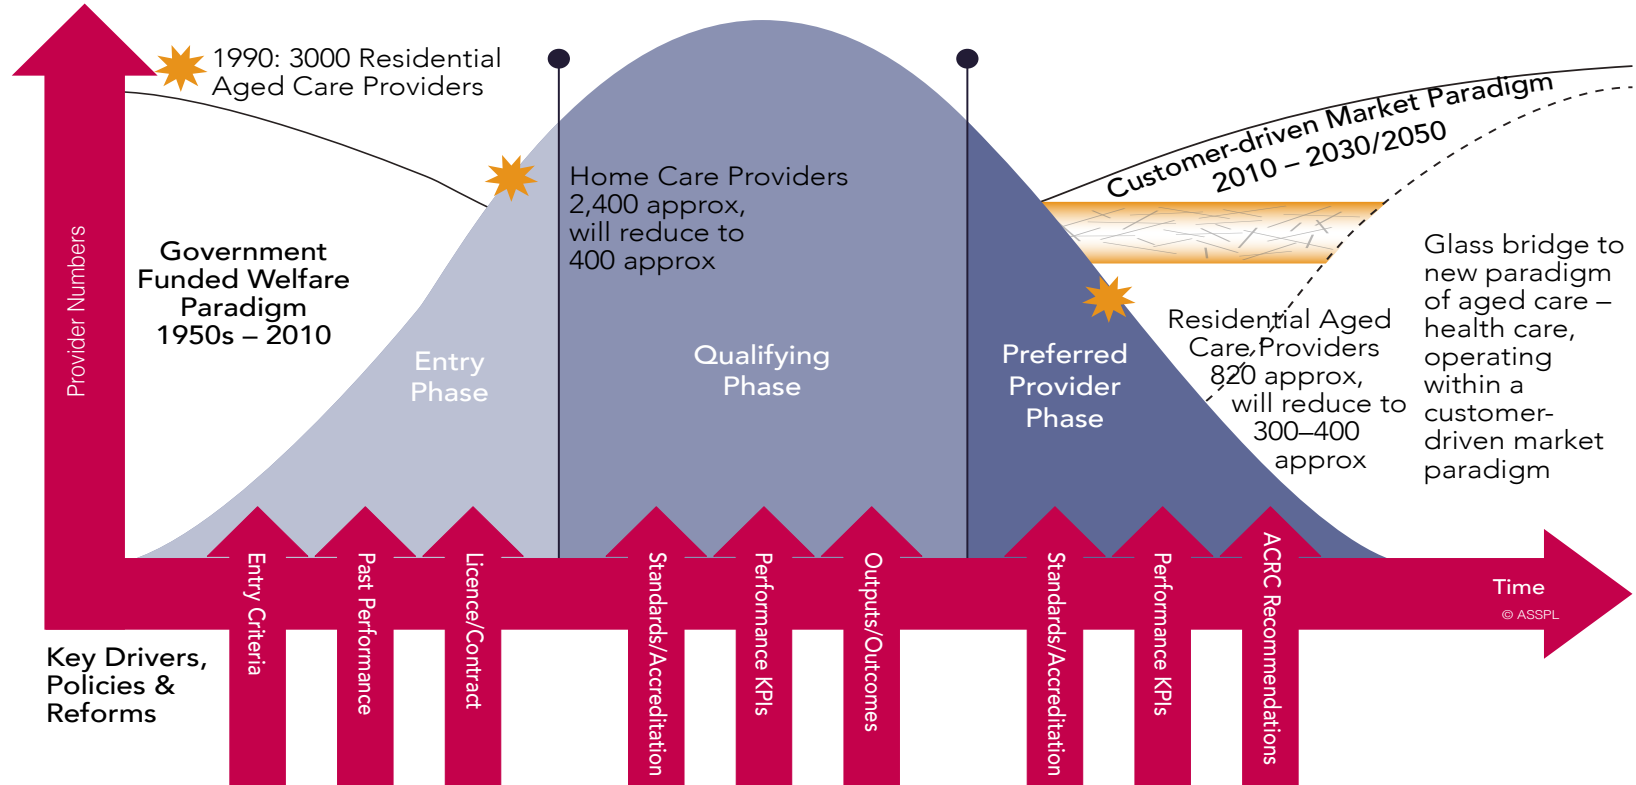 1990: 3000 Residential
Aged Care Providers
Provider Numbers
Government
Funded Welfare
Paradigm
1950s – 2010
Home Care Providers
2,400 approx,
will reduce to
400 approx
Customer-driven Market Paradigm
2010 – 2030/2050
Glass bridge to
new paradigm
of aged care –
health care,
operating
within a
customer-
driven market
paradigm
Residential Aged
Care Providers
820 approx,
will reduce to
300–400
approx
Entry
Phase
Qualifying
Phase
Preferred
Provider
Phase
Entry Criteria
Past Performance
Licence/Contract
Standards/Accreditation
Performance KPIs
Outputs/Outcomes
Standards/Accreditation
Performance KPIs
ACRC Recommendations
Time
© ASSPL
Key Drivers,
Policies &
Reforms